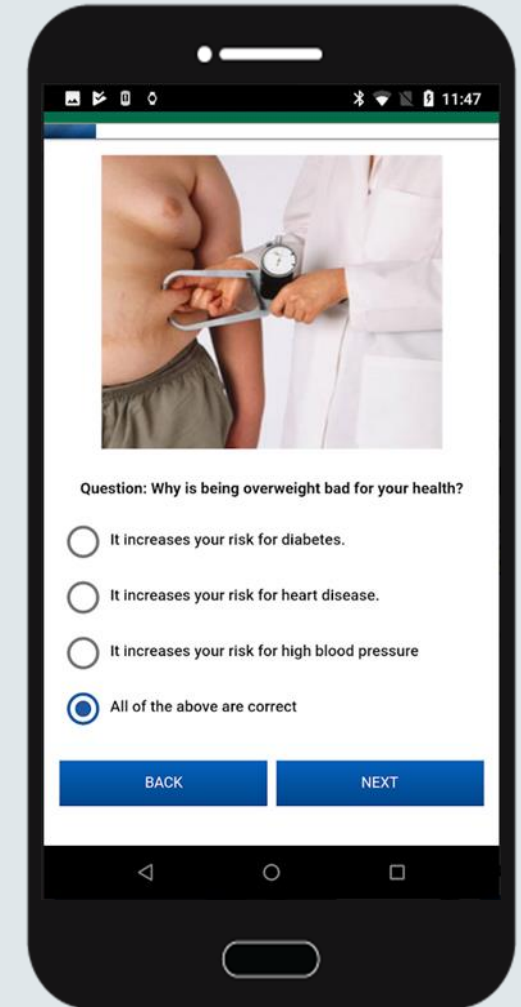 11:47
Question: Why is being overweight bad for your health?
It increases your risk for diabetes.
It increases your risk for heart disease.
It increases your risk for high blood pressure
All of the above are correct
BACK NEXT